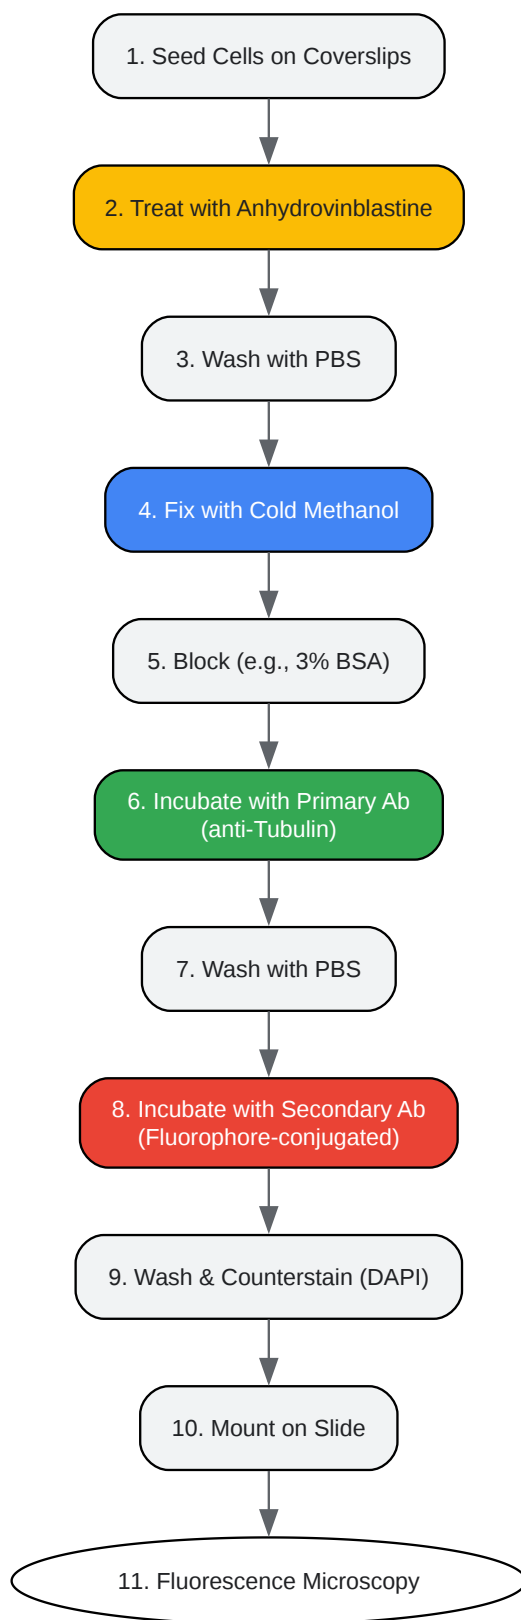 1. Seed Cells on Coverslips
2. Treat with Anhydrovinblastine
3. Wash with PBS
4. Fix with Cold Methanol
5. Block (e.g., 3% BSA)
6. Incubate with Primary Ab
(anti-Tubulin)
7. Wash with PBS
8. Incubate with Secondary Ab
(Fluorophore-conjugated)
9. Wash & Counterstain (DAPI)
10. Mount on Slide
11. Fluorescence Microscopy